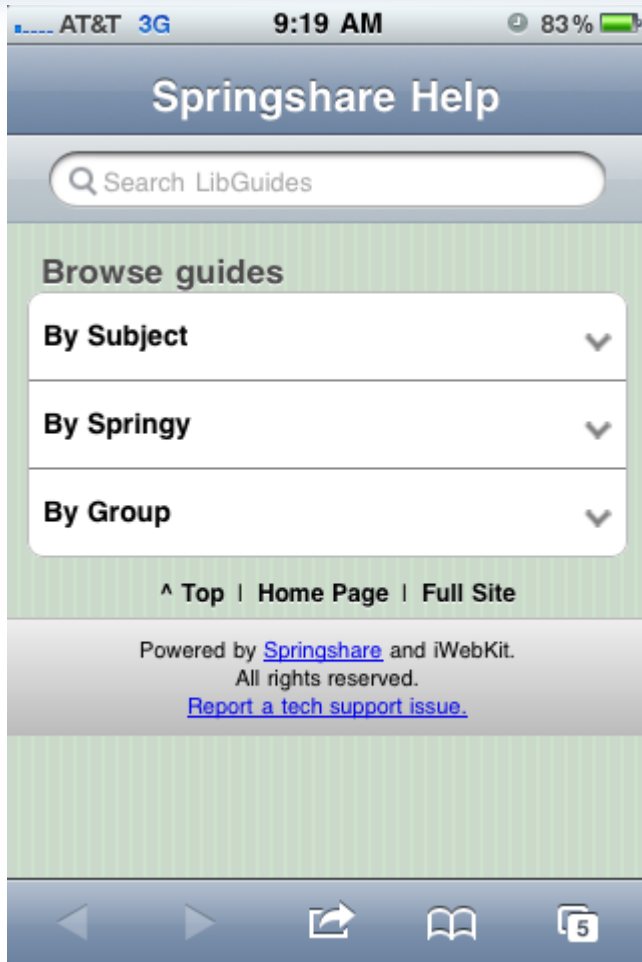 AT&T 3G 9:19 AM 83%
Springshare Help
Search LibGuides
Browse guides
By Subject
By Springy
By Group
^ Top | Home Page | Full Site
Powered by Springshare and iWebKit.
All rights reserved.
Report a tech support issue.
5